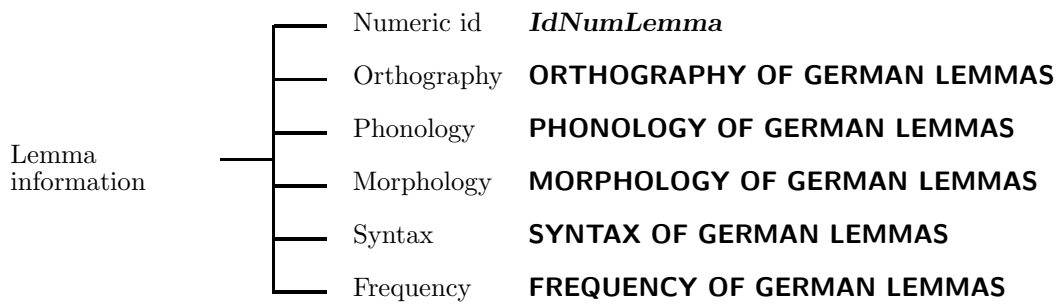 Numeric id IdNumLemma
Orthography ORTHOGRAPHY OF GERMAN LEMMAS
Phonology PHONOLOGY OF GERMAN LEMMAS
Lemma
information
Morphology MORPHOLOGY OF GERMAN LEMMAS
Syntax SYNTAX OF GERMAN LEMMAS
Frequency FREQUENCY OF GERMAN LEMMAS